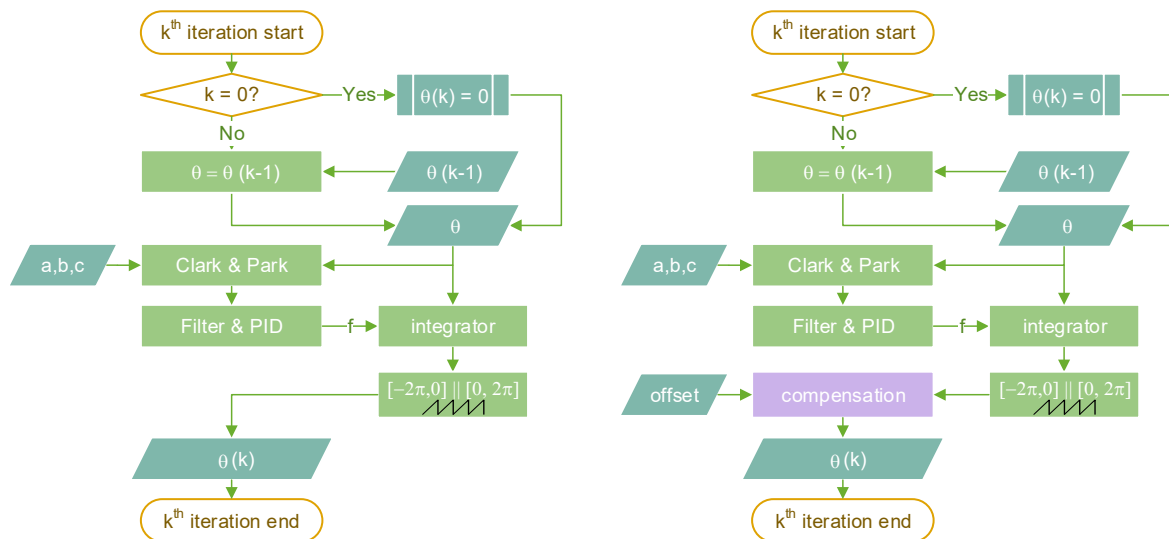 kth iteration start
k = 0?
Yes
θ(k) = 0
No
θ = θ (k-1)
θ (k-1)
θ
a,b,c
Clark & Park
Filter & PID
f
integrator
[−2π,0] || [0, 2π]
θ (k)
kth iteration end
kth iteration start
k = 0?
Yes
θ(k) = 0
No
θ = θ (k-1)
θ (k-1)
θ
a,b,c
Clark & Park
Filter & PID
f
integrator
offset
compensation
[−2π,0] || [0, 2π]
θ (k)
kth iteration end